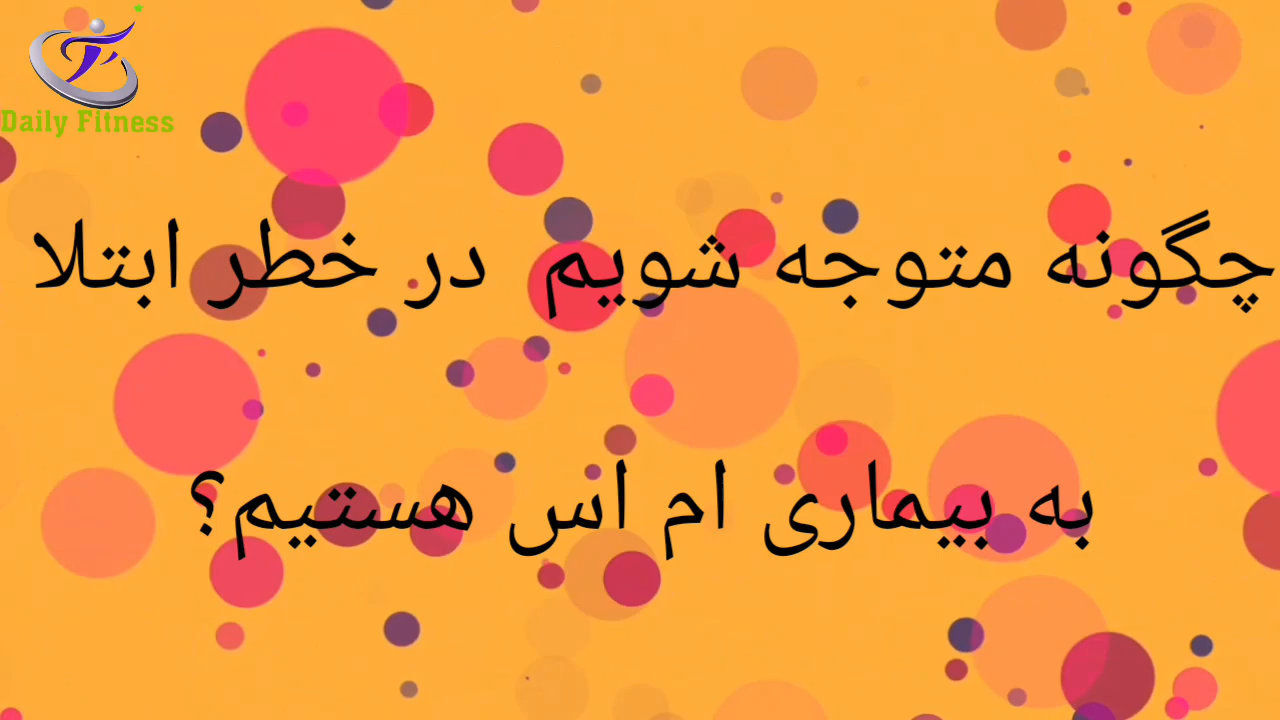 Daily Fitness
چگونه متوجه شویم در خطر ابتلا
به بیماری ام اس هستیم؟